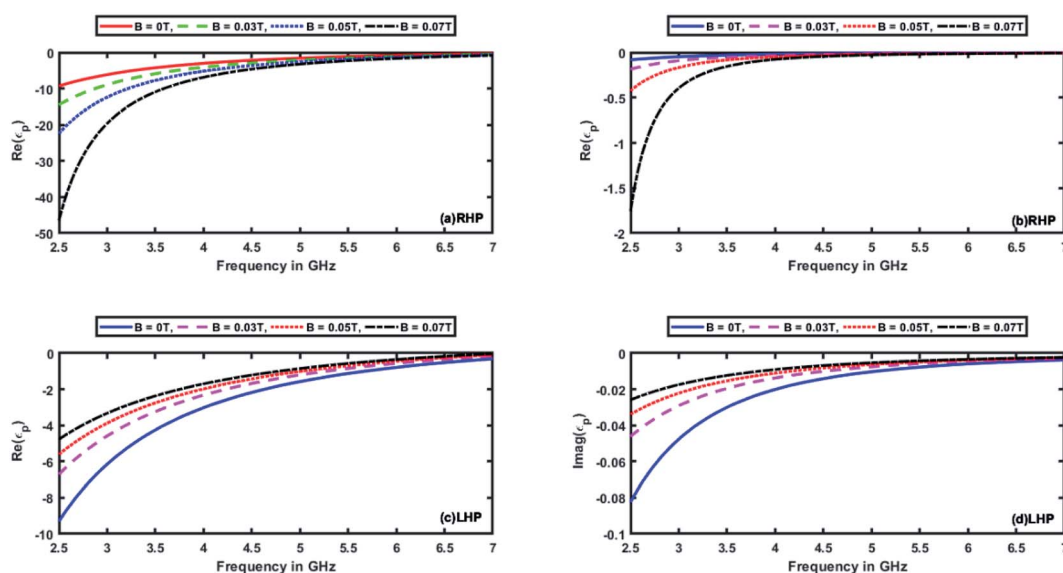 B = 0T, B = 0.03T, B = 0.05T, B = 0.07T
0
-10
-20
-30
-40
-50
Re(ϵp)
(a)RHP
2.5 3 3.5 4 4.5 5 5.5 6 6.5 7
Frequency in GHz
B = 0T, B = 0.03T, B = 0.05T, B = 0.07T
0
-0.5
-1
-1.5
-2
Re(ϵp)
(b)RHP
2.5 3 3.5 4 4.5 5 5.5 6 6.5 7
Frequency in GHz
B = 0T, B = 0.03T, B = 0.05T, B = 0.07T
0
-2
-4
-6
-8
-10
Re(ϵp)
(c)LHP
2.5 3 3.5 4 4.5 5 5.5 6 6.5 7
Frequency in GHz
B = 0T, B = 0.03T, B = 0.05T, B = 0.07T
0
-0.02
-0.04
-0.06
-0.08
-0.1
Imag(ϵp)
(d)LHP
2.5 3 3.5 4 4.5 5 5.5 6 6.5 7
Frequency in GHz